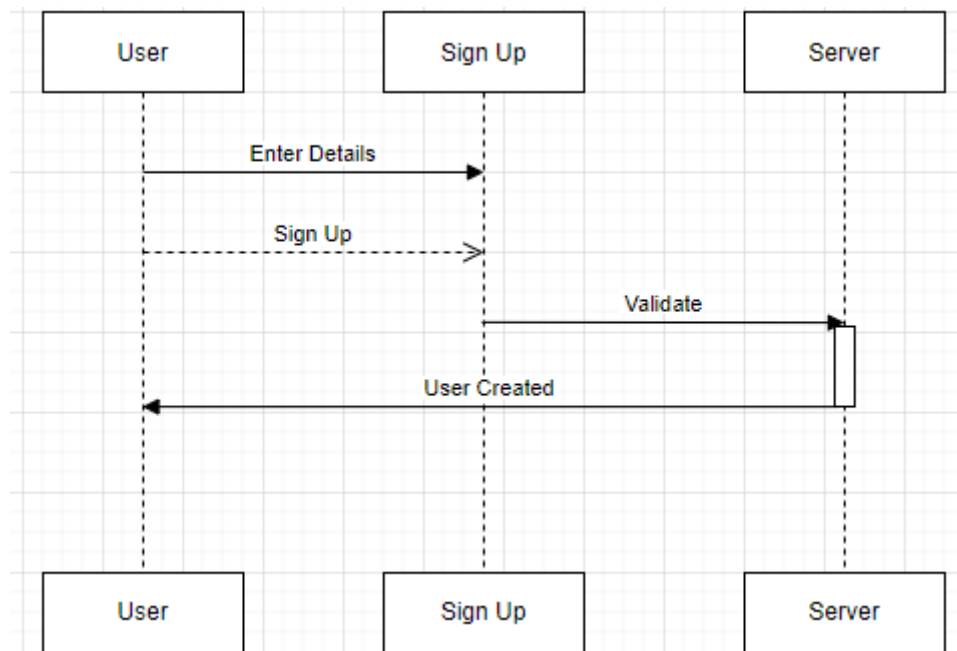 User
Sign Up
Server
Enter Details
Sign Up
Validate
User Created
User
Sign Up
Server